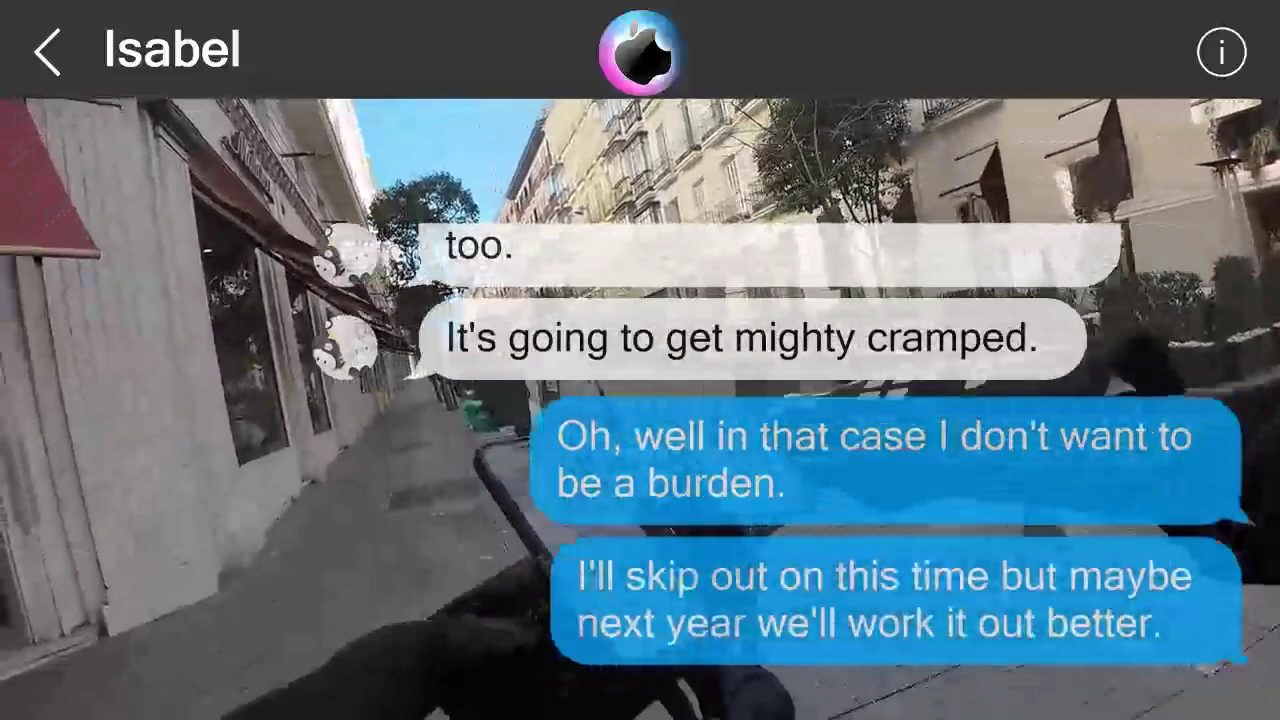 Isabel
too.
It's going to get mighty cramped.
Oh, well in that case I don't want to
be a burden.
I'll skip out on this time but maybe
next year we'll work it out better.